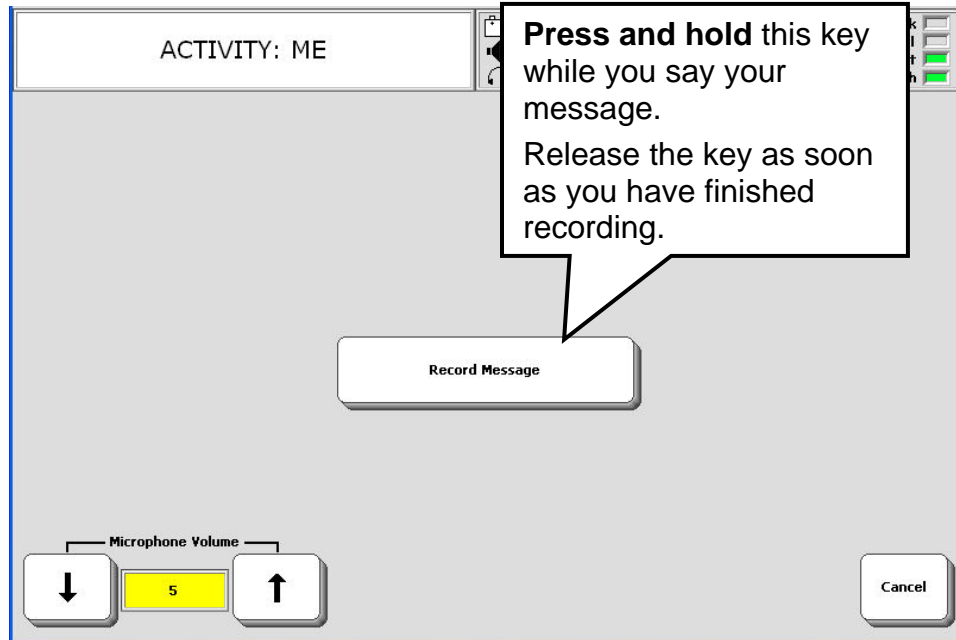 ACTIVITY: ME
Press and hold this key
while you say your
message.
Release the key as soon
as you have finished
recording.
k
l
t
h
Record Message
Microphone Volume
↓ 5 ↑
Cancel